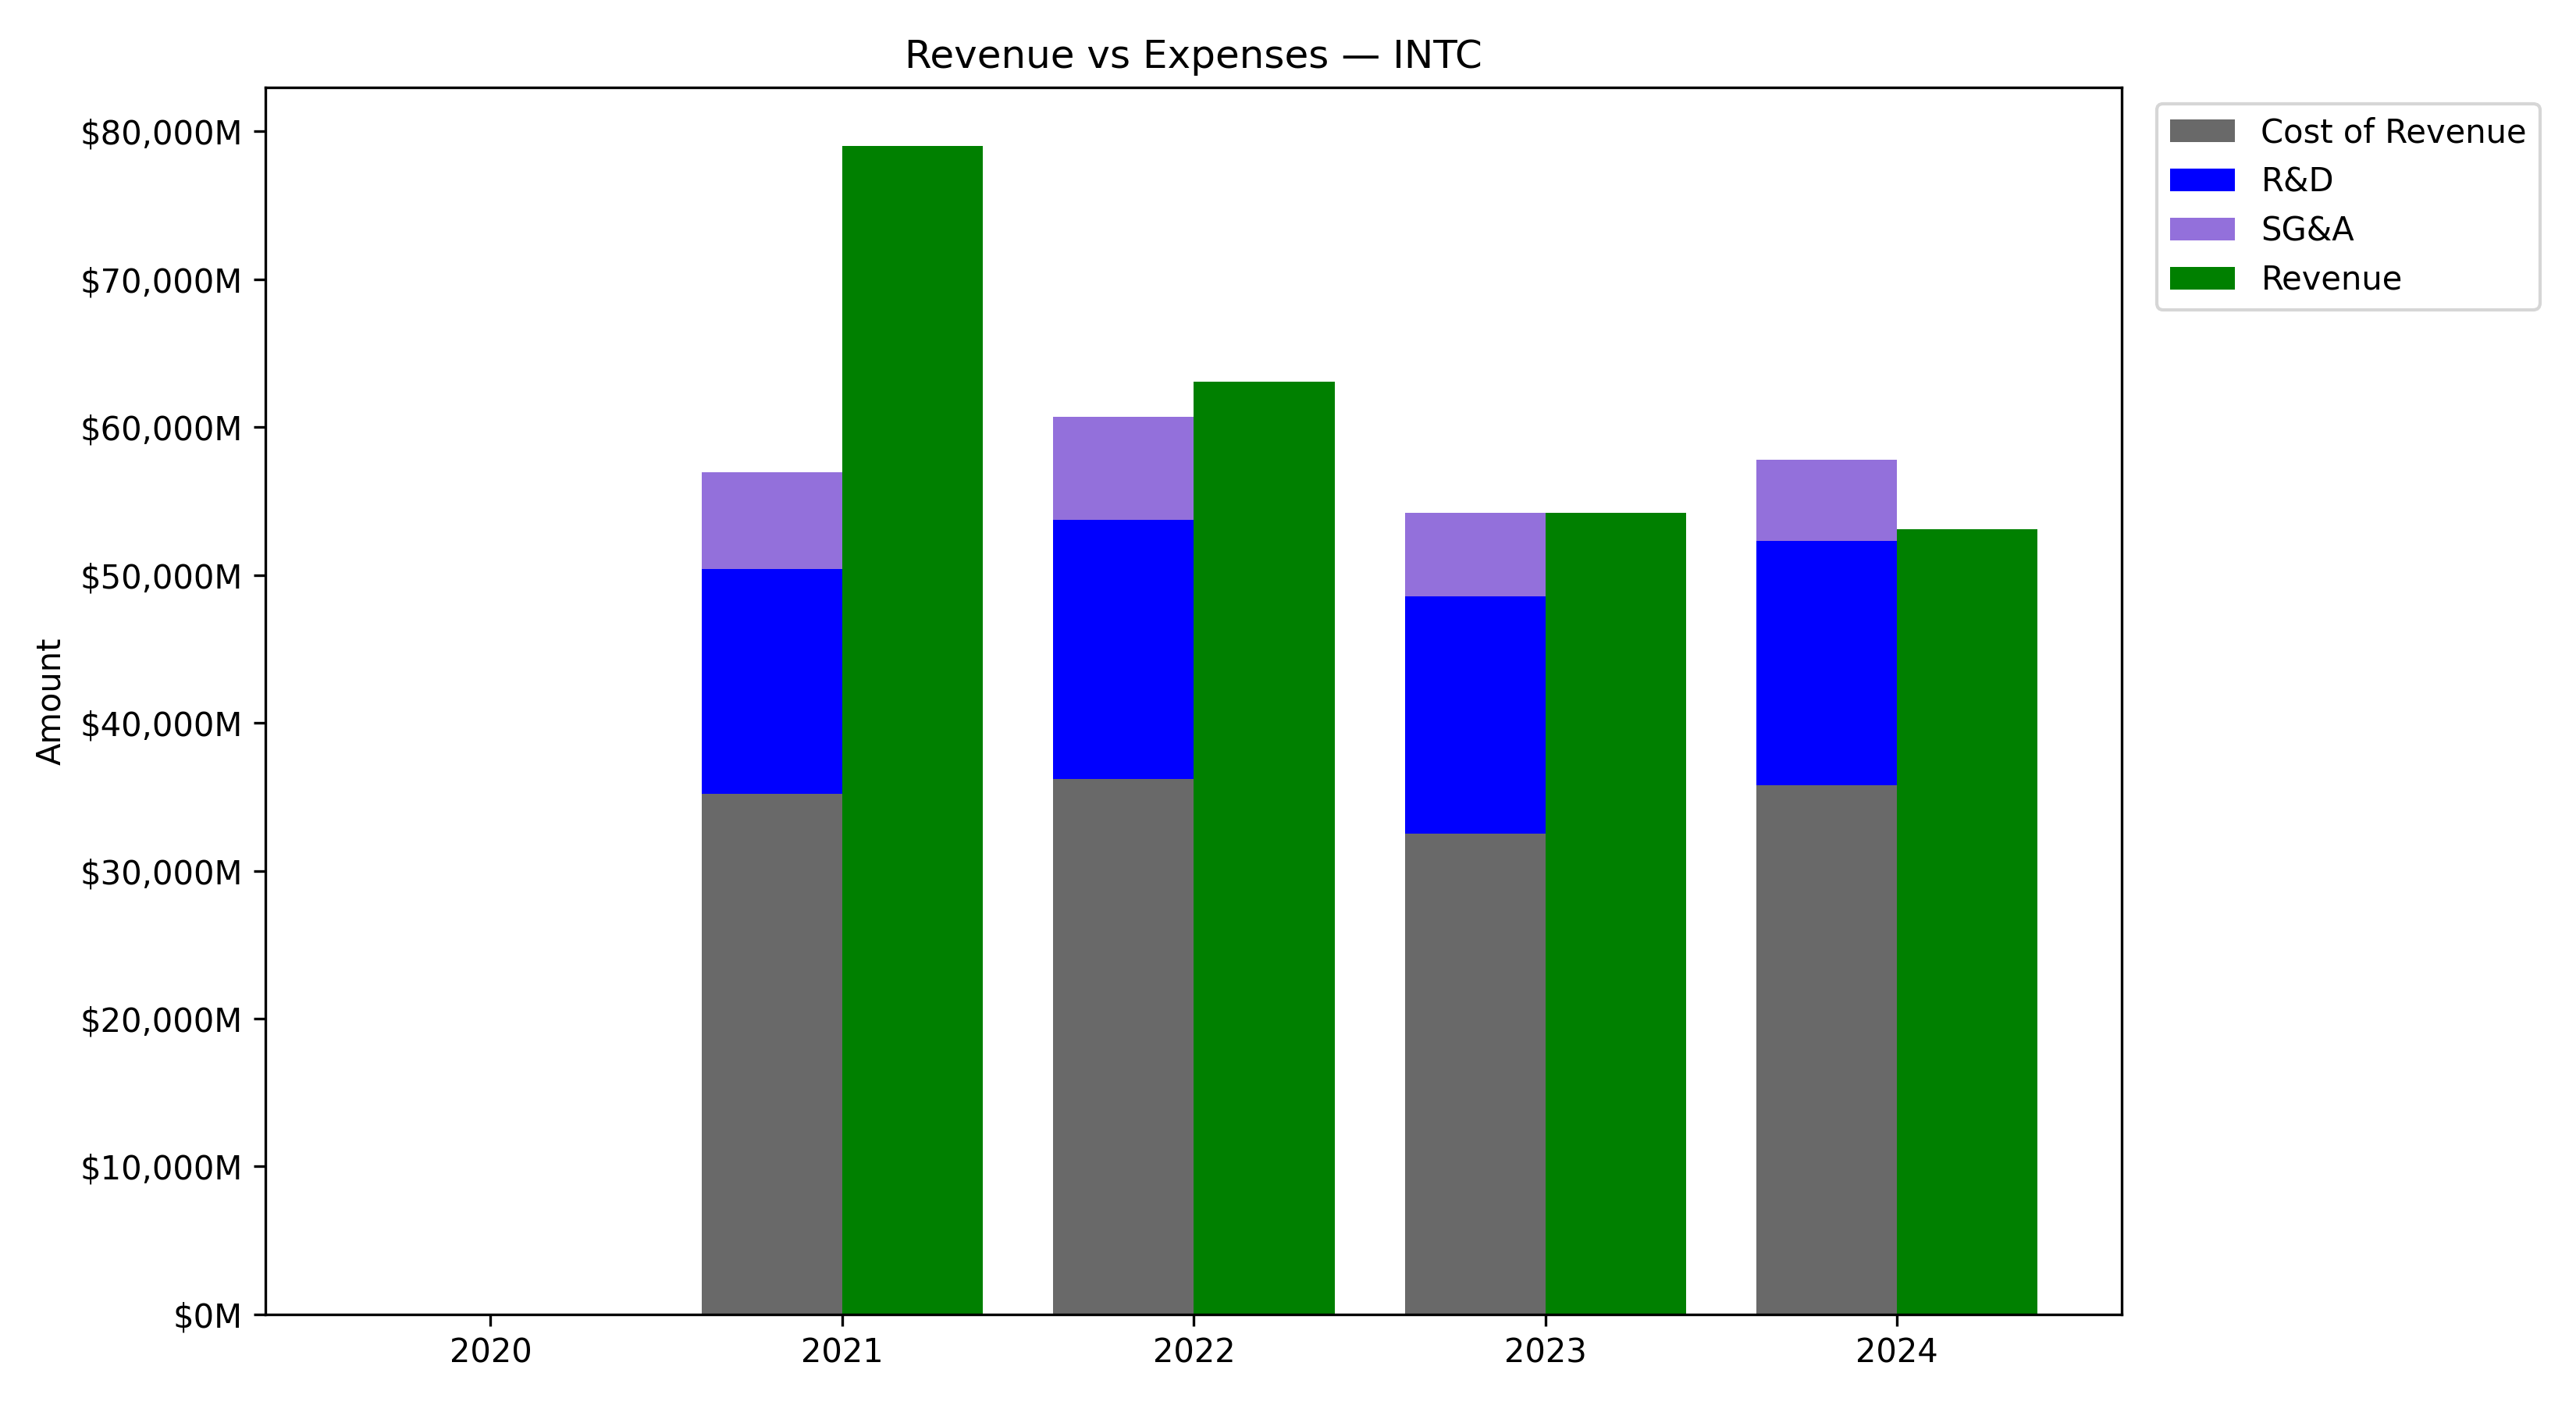 Revenue vs Expenses — INTC
$80,000M
$70,000M
$60,000M
$50,000M
$40,000M
$30,000M
$20,000M
$10,000M
$0M
Amount
2020
2021
2022
2023
2024
Cost of Revenue
R&D
SG&A
Revenue